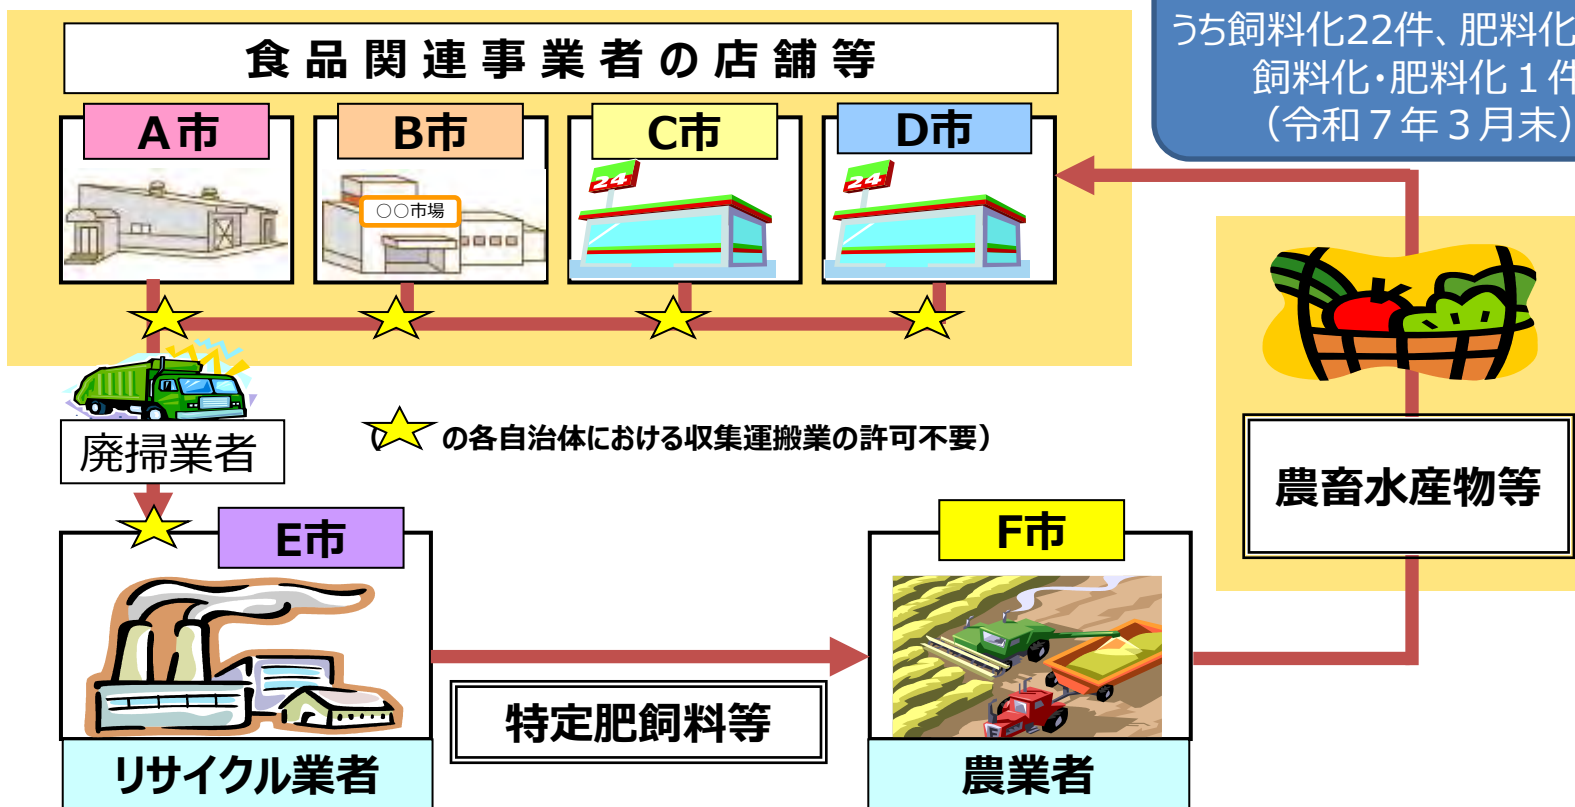 うち飼料化22件、肥料化
飼料化・肥料化１件
（令和７年３月末）
食品関連事業者の店舗等
A市
B市
C市
D市
○○市場
24
24
廃掃業者
（ の各自治体における収集運搬業の許可不要）
農畜水産物等
E市
F市
特定肥飼料等
リサイクル業者
農業者